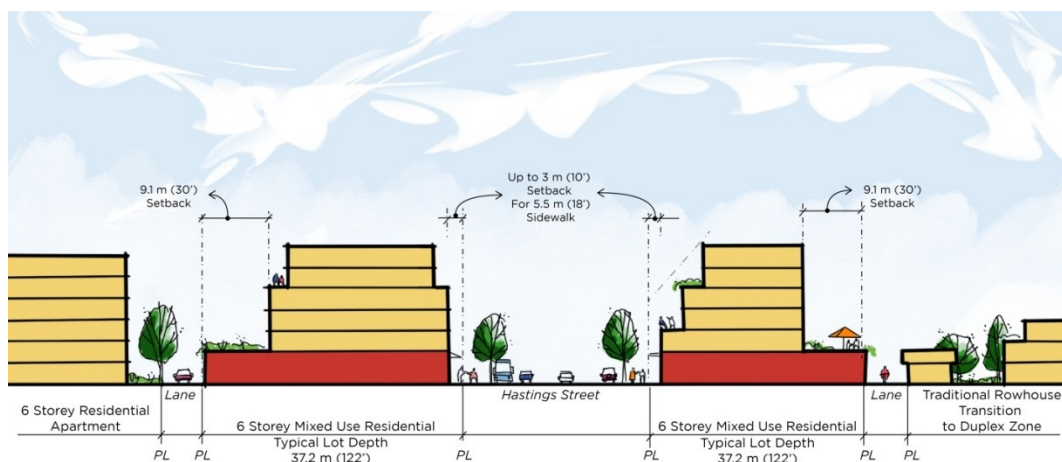 9.1 m (30')
Setback
Up to 3 m (10')
Setback
For 5.5 m (18')
Sidewalk
9.1 m (30')
Setback
6 Storey Residential
Apartment
Lane
6 Storey Mixed Use Residential
Typical Lot Depth
37.2 m (122')
Hastings Street
6 Storey Mixed Use Residential
Typical Lot Depth
37.2 m (122')
Lane
Traditional Rowhouse
Transition
to Duplex Zone
PL
PL
PL
PL
PL
PL